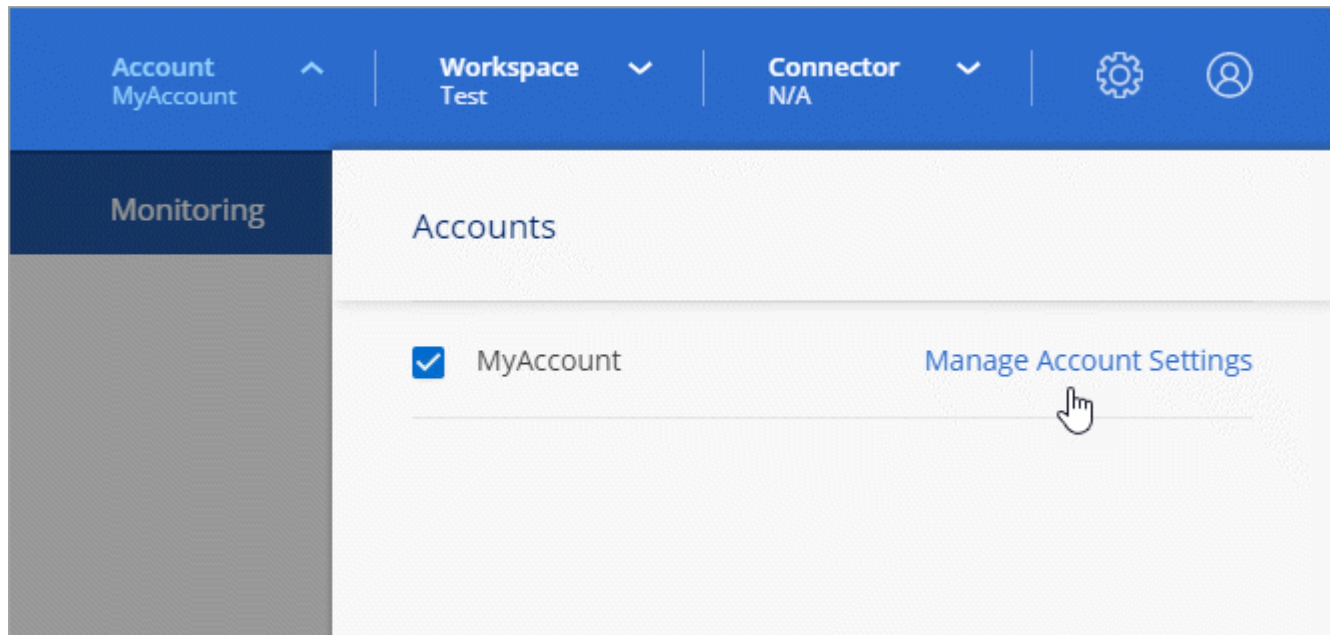 Account
MyAccount
Workspace
Test
Connector
N/A
Monitoring
Accounts
MyAccount
Manage Account Settings